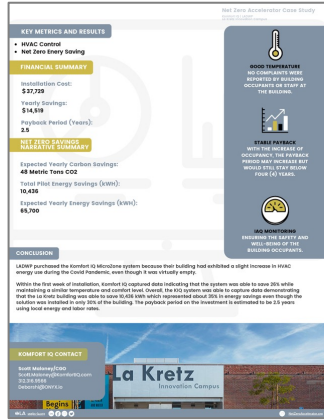 Net Zero Accelerator Case Study
KEY METRICS AND RESULTS
• HVAC Control
• Net Zero Enery Saving
FINANCIAL SUMMARY
Installation Cost:
$37,729
Yearly Savings:
$14,519
Payback Period (Years):
2.5
NET ZERO SAVINGS
NARRATIVE SUMMARY
Expected Yearly Carbon Savings:
48 Metric Tons CO2
Total Pilot Energy Savings (kWH):
10,436
Expected Yearly Energy Savings (kWH):
65,700
GOOD TEMPERATURE
NO COMPLAINTS WERE
REPORTED BY BUILDING
OCCUPANTS OR STAFF AT
THE BUILDING.
STABLE PAYBACK
WITH THE INCREASE OF
OCCUPANCY, THE PAYBACK
PERIOD MAY INCREASE BUT
WOULD STILL STAY BELOW
FOUR (4) YEARS.
IAQ MONITORING
ENSURING THE SAFETY AND
WELL-BEING OF THE
BUILDING OCCUPANTS.
CONCLUSION
LADWP purchased the Komfort IQ MicroZone system because their building had exhibited a slight increase in HVAC
energy use during the Covid Pandemic, even though it was virtually empty.
Within the first week of installation, Komfort IQ captured data indicating that the system was able to save 26% while
maintaining a similar temperature and comfort level. Overall, the KIQ system was able to capture data demonstrating
that the La Kretz building was able to save 10,436 kWH which represented about 35% in energy savings even though the
solution was installed in only 30% of the building. The payback period on the investment is estimated to be 2.5 years
using local energy and labor rates.
KOMFORT IQ CONTACT
Scott Maloney/CGO
La Kretz
Innovation Campus
Begins